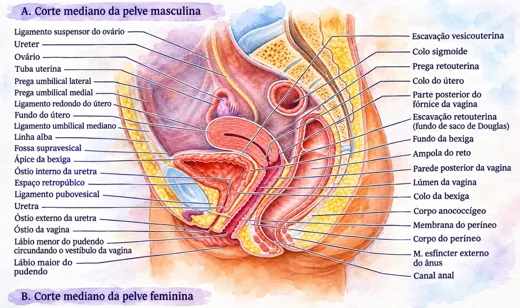 A. Corte mediano da pelve masculina
Ligamento suspensor do ovário
Ureter
Ovário
Tuba uterina
Prega umbilical lateral
Prega umbilical medial
Ligamento redondo do útero
Fundo do útero
Ligamento umbilical mediano
Linha alba
Fossa supravesical
Ápice da bexiga
Óstio interno da uretra
Espaço retropúbico
Ligamento pubovesical
Uretra
Óstio externo da uretra
Óstio da vagina
Lábio menor do pudendo
circundando o vestíbulo da vagina
Lábio maior do
pudendo
Escavação vesicouterina
Colo sigmoide
Prega retouterina
Colo do útero
Parte posterior do
fórnice da vagina
Escavação retouterina
(fundo de saco de Douglas)
Fundo da bexiga
Ampola do reto
Parede posterior da vagina
Lúmen da vagina
Colo da bexiga
Corpo anococcígeo
Membrana do períneo
Corpo do períneo
M. esfíncter externo
do ânus
Canal anal
B. Corte mediano da pelve feminina